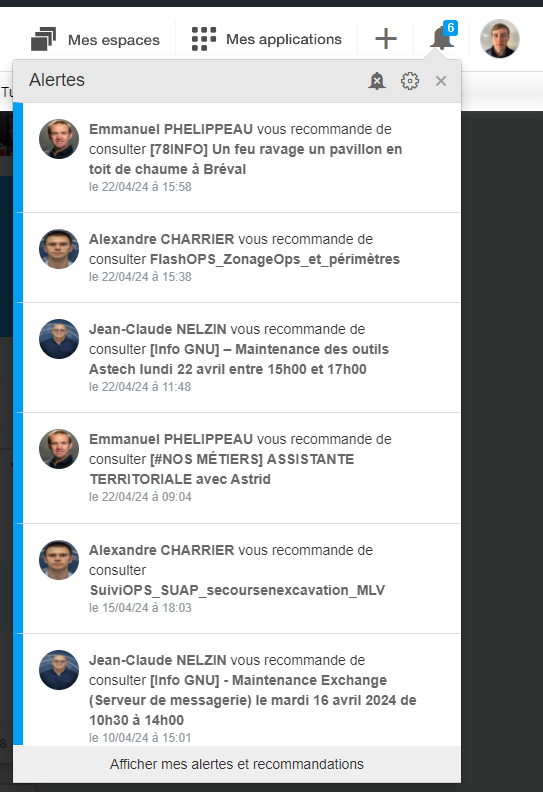 Mes espaces
Mes applications
6
Tu
Alertes
Emmanuel PHELIPPEAU vous recommande de
consulter [78INFO] Un feu ravage un pavillon en
toit de chaume à Bréval
le 22/04/24 à 15:58
Alexandre CHARRIER vous recommande de
consulter FlashOPS_ZonageOps_et_périmètres
le 22/04/24 à 15:38
Jean-Claude NELZIN vous recommande de
consulter [Info GNU] – Maintenance des outils
Astech lundi 22 avril entre 15h00 et 17h00
le 22/04/24 à 11:48
Emmanuel PHELIPPEAU vous recommande de
consulter [#NOS MÉTIERS] ASSISTANTE
TERRITORIALE avec Astrid
le 22/04/24 à 09:04
Alexandre CHARRIER vous recommande de
consulter
SuiviOPS_SUAP_secoursenexcavation_MLV
le 15/04/24 à 18:03
Jean-Claude NELZIN vous recommande de
consulter [Info GNU] - Maintenance Exchange
(Serveur de messagerie) le mardi 16 avril 2024 de
10h30 à 14h00
le 10/04/24 à 15:01
8
Afficher mes alertes et recommandations